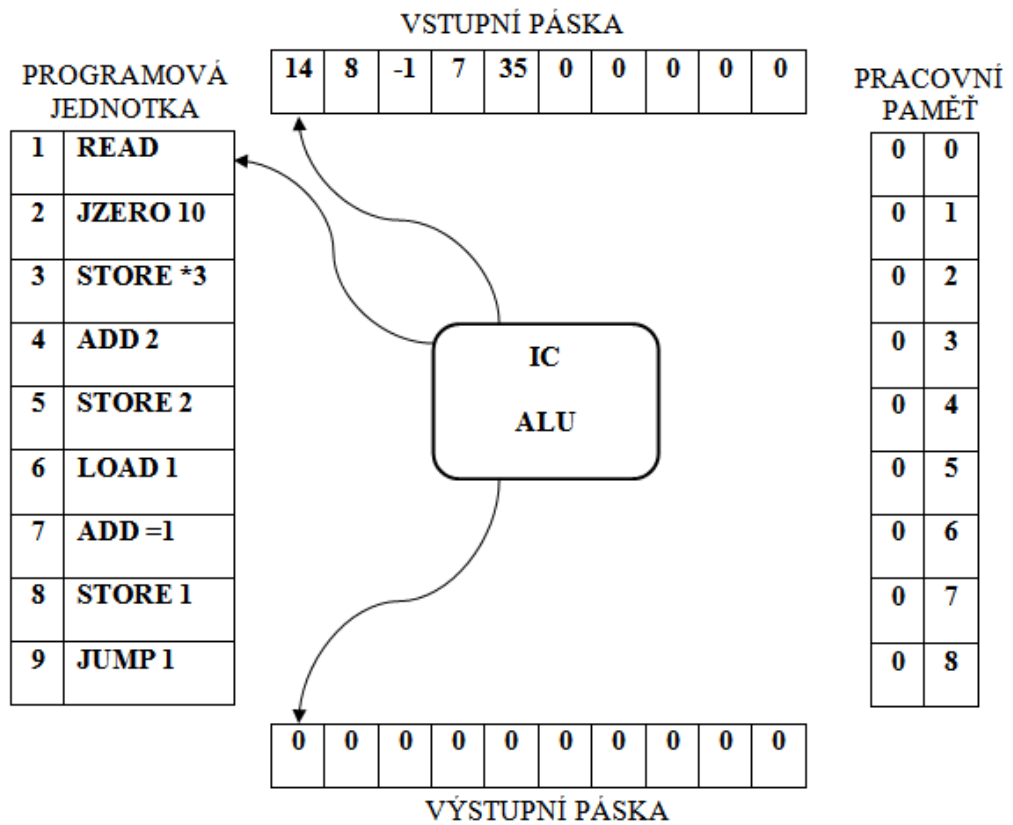 VSTUPNÍ PÁSKA
14 8 -1 7 35 0 0 0 0 0
PROGRAMOVÁ
JEDNOTKA
1 READ
2 JZERO 10
3 STORE *3
4 ADD 2
5 STORE 2
6 LOAD 1
7 ADD =1
8 STORE 1
9 JUMP 1
IC
ALU
PRACOVNÍ
PAMĚŤ
0 0
0 1
0 2
0 3
0 4
0 5
0 6
0 7
0 8
0 0 0 0 0 0 0 0 0 0
VÝSTUPNÍ PÁSKA